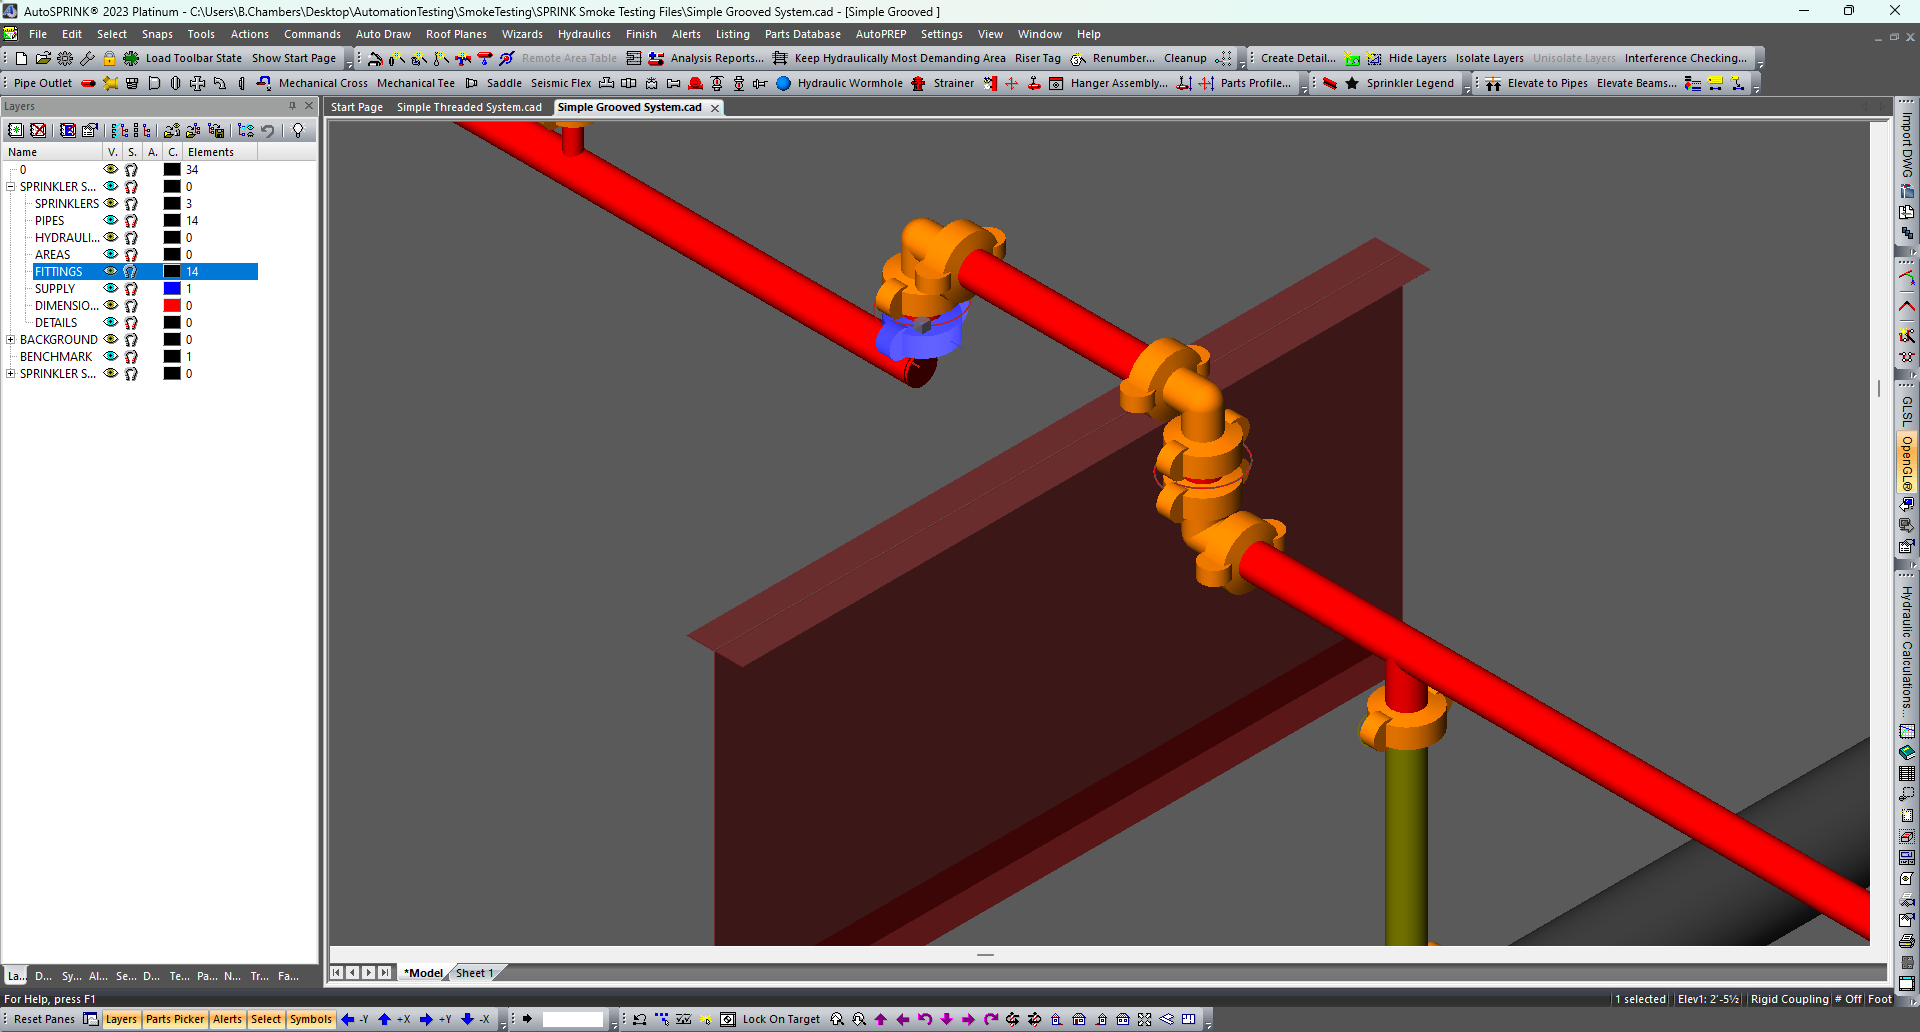 AutoSPRINK® 2023 Platinum - C:\Users\B.Chambers\Desktop\AutomationTesting\SmokeTesting\SPRINK Smoke Testing Files\Simple Grooved System.cad - [Simple Grooved ]
File Edit Select Snaps Tools Actions Commands Auto Draw Roof Planes Wizards Hydraulics Finish Alerts Listing Parts Database AutoPREP Settings View Window Help
Load Toolbar State Show Start Page Remote Area Table Analysis Reports... Keep Hydraulically Most Demanding Area Riser Tag Renumber... Cleanup Create Detail... Hide Layers Isolate Layers Unisolate Layers Interference Checking...
Pipe Outlet Mechanical Cross Mechanical Tee Saddle Seismic Flex Hydraulic Wormhole Strainer Hanger Assembly... Parts Profile... Sprinkler Legend Elevate to Pipes Elevate Beams...
Layers
Start Page Simple Threaded System.cad Simple Grooved System.cad
Name V. S. A. C. Elements
0 34
SPRINKLER S... 0
SPRINKLERS 3
PIPES 14
HYDRAULI... 0
AREAS 0
FITTINGS 14
SUPPLY 1
DIMENSIO... 0
DETAILS 0
BACKGROUND 0
BENCHMARK 1
SPRINKLER S... 0
Import DWG
GLSL
OpenGL®
Hydraulic Calculations...
La... D... Sy... Al... Se... D... Te... Pa... N... Tr... Fa...
*Model Sheet 1
For Help, press F1
1 selected Elev1: 2'-5½ Rigid Coupling # Off Foot
Reset Panes Layers Parts Picker Alerts Select Symbols -Y +X +Y -X Lock On Target